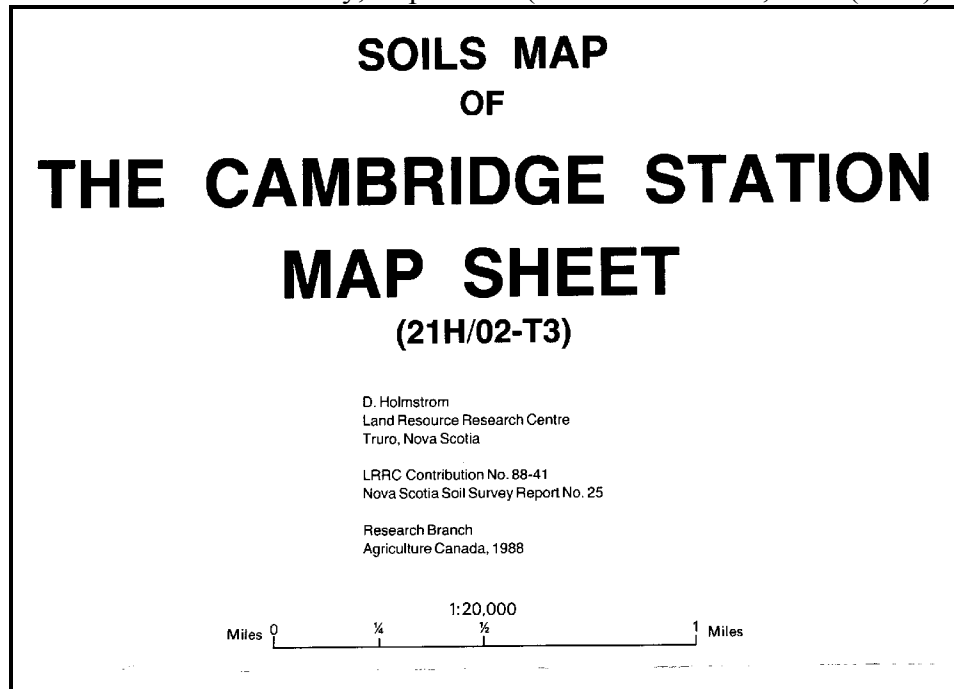 SOILS MAP
OF
THE CAMBRIDGE STATION
MAP SHEET
(21H/02-T3)
D. Holmstrom
Land Resource Research Centre
Truro, Nova Scotia
LRRC Contribution No. 88-41
Nova Scotia Soil Survey Report No. 25
Research Branch
Agriculture Canada, 1988
1:20,000
Miles 0 ¼ ½ 1 Miles